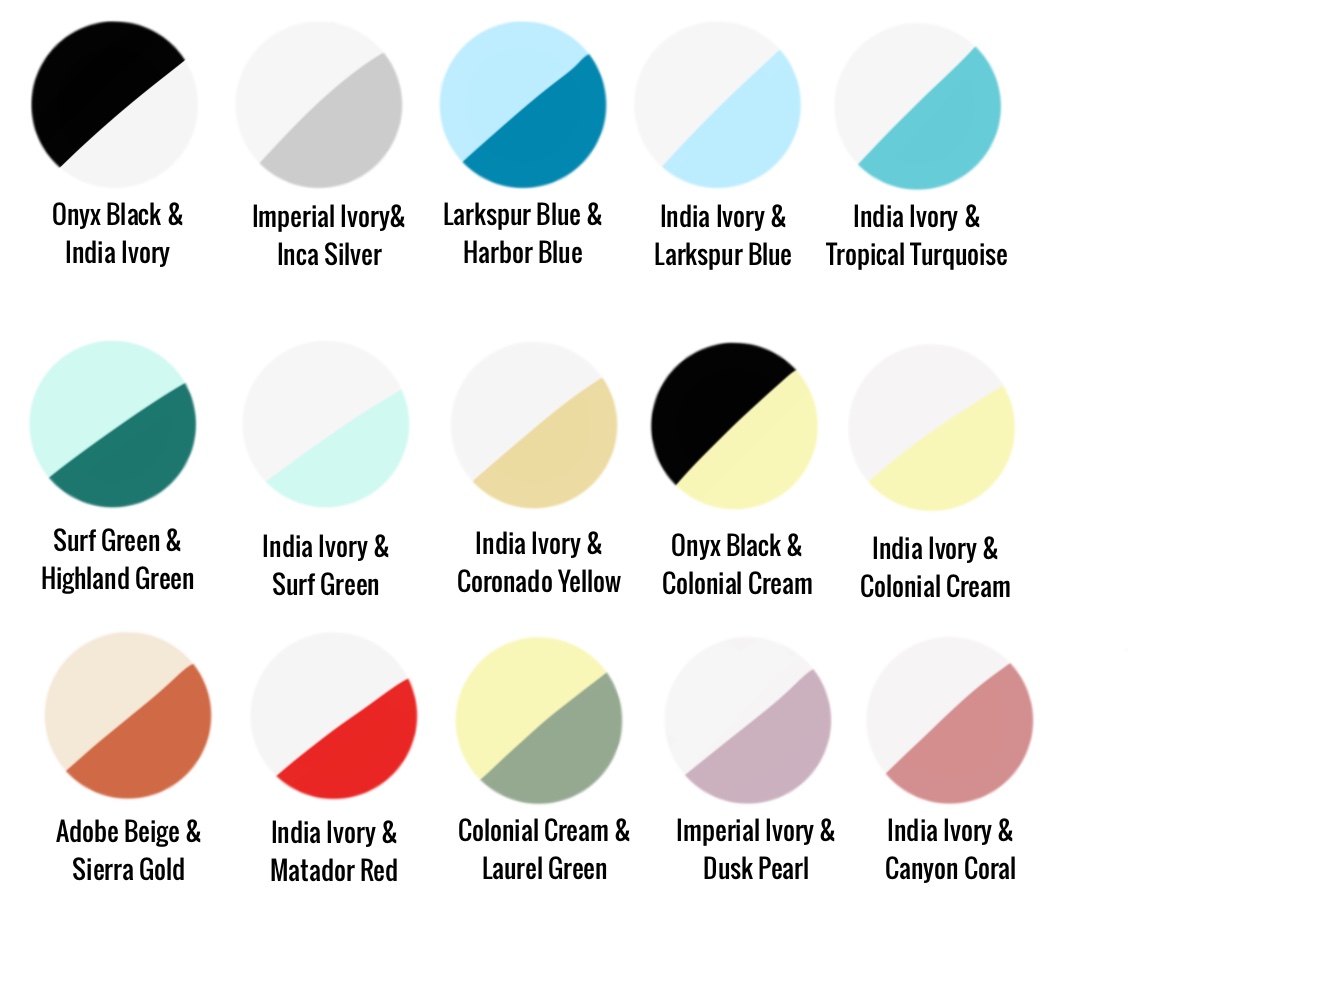 Onyx Black &
India Ivory
Imperial Ivory&
Inca Silver
Larkspur Blue &
Harbor Blue
India Ivory &
Larkspur Blue
India Ivory &
Tropical Turquoise
Surf Green &
Highland Green
India Ivory &
Surf Green
India Ivory &
Coronado Yellow
Onyx Black &
Colonial Cream
India Ivory &
Colonial Cream
Adobe Beige &
Sierra Gold
India Ivory &
Matador Red
Colonial Cream &
Laurel Green
Imperial Ivory &
Dusk Pearl
India Ivory &
Canyon Coral